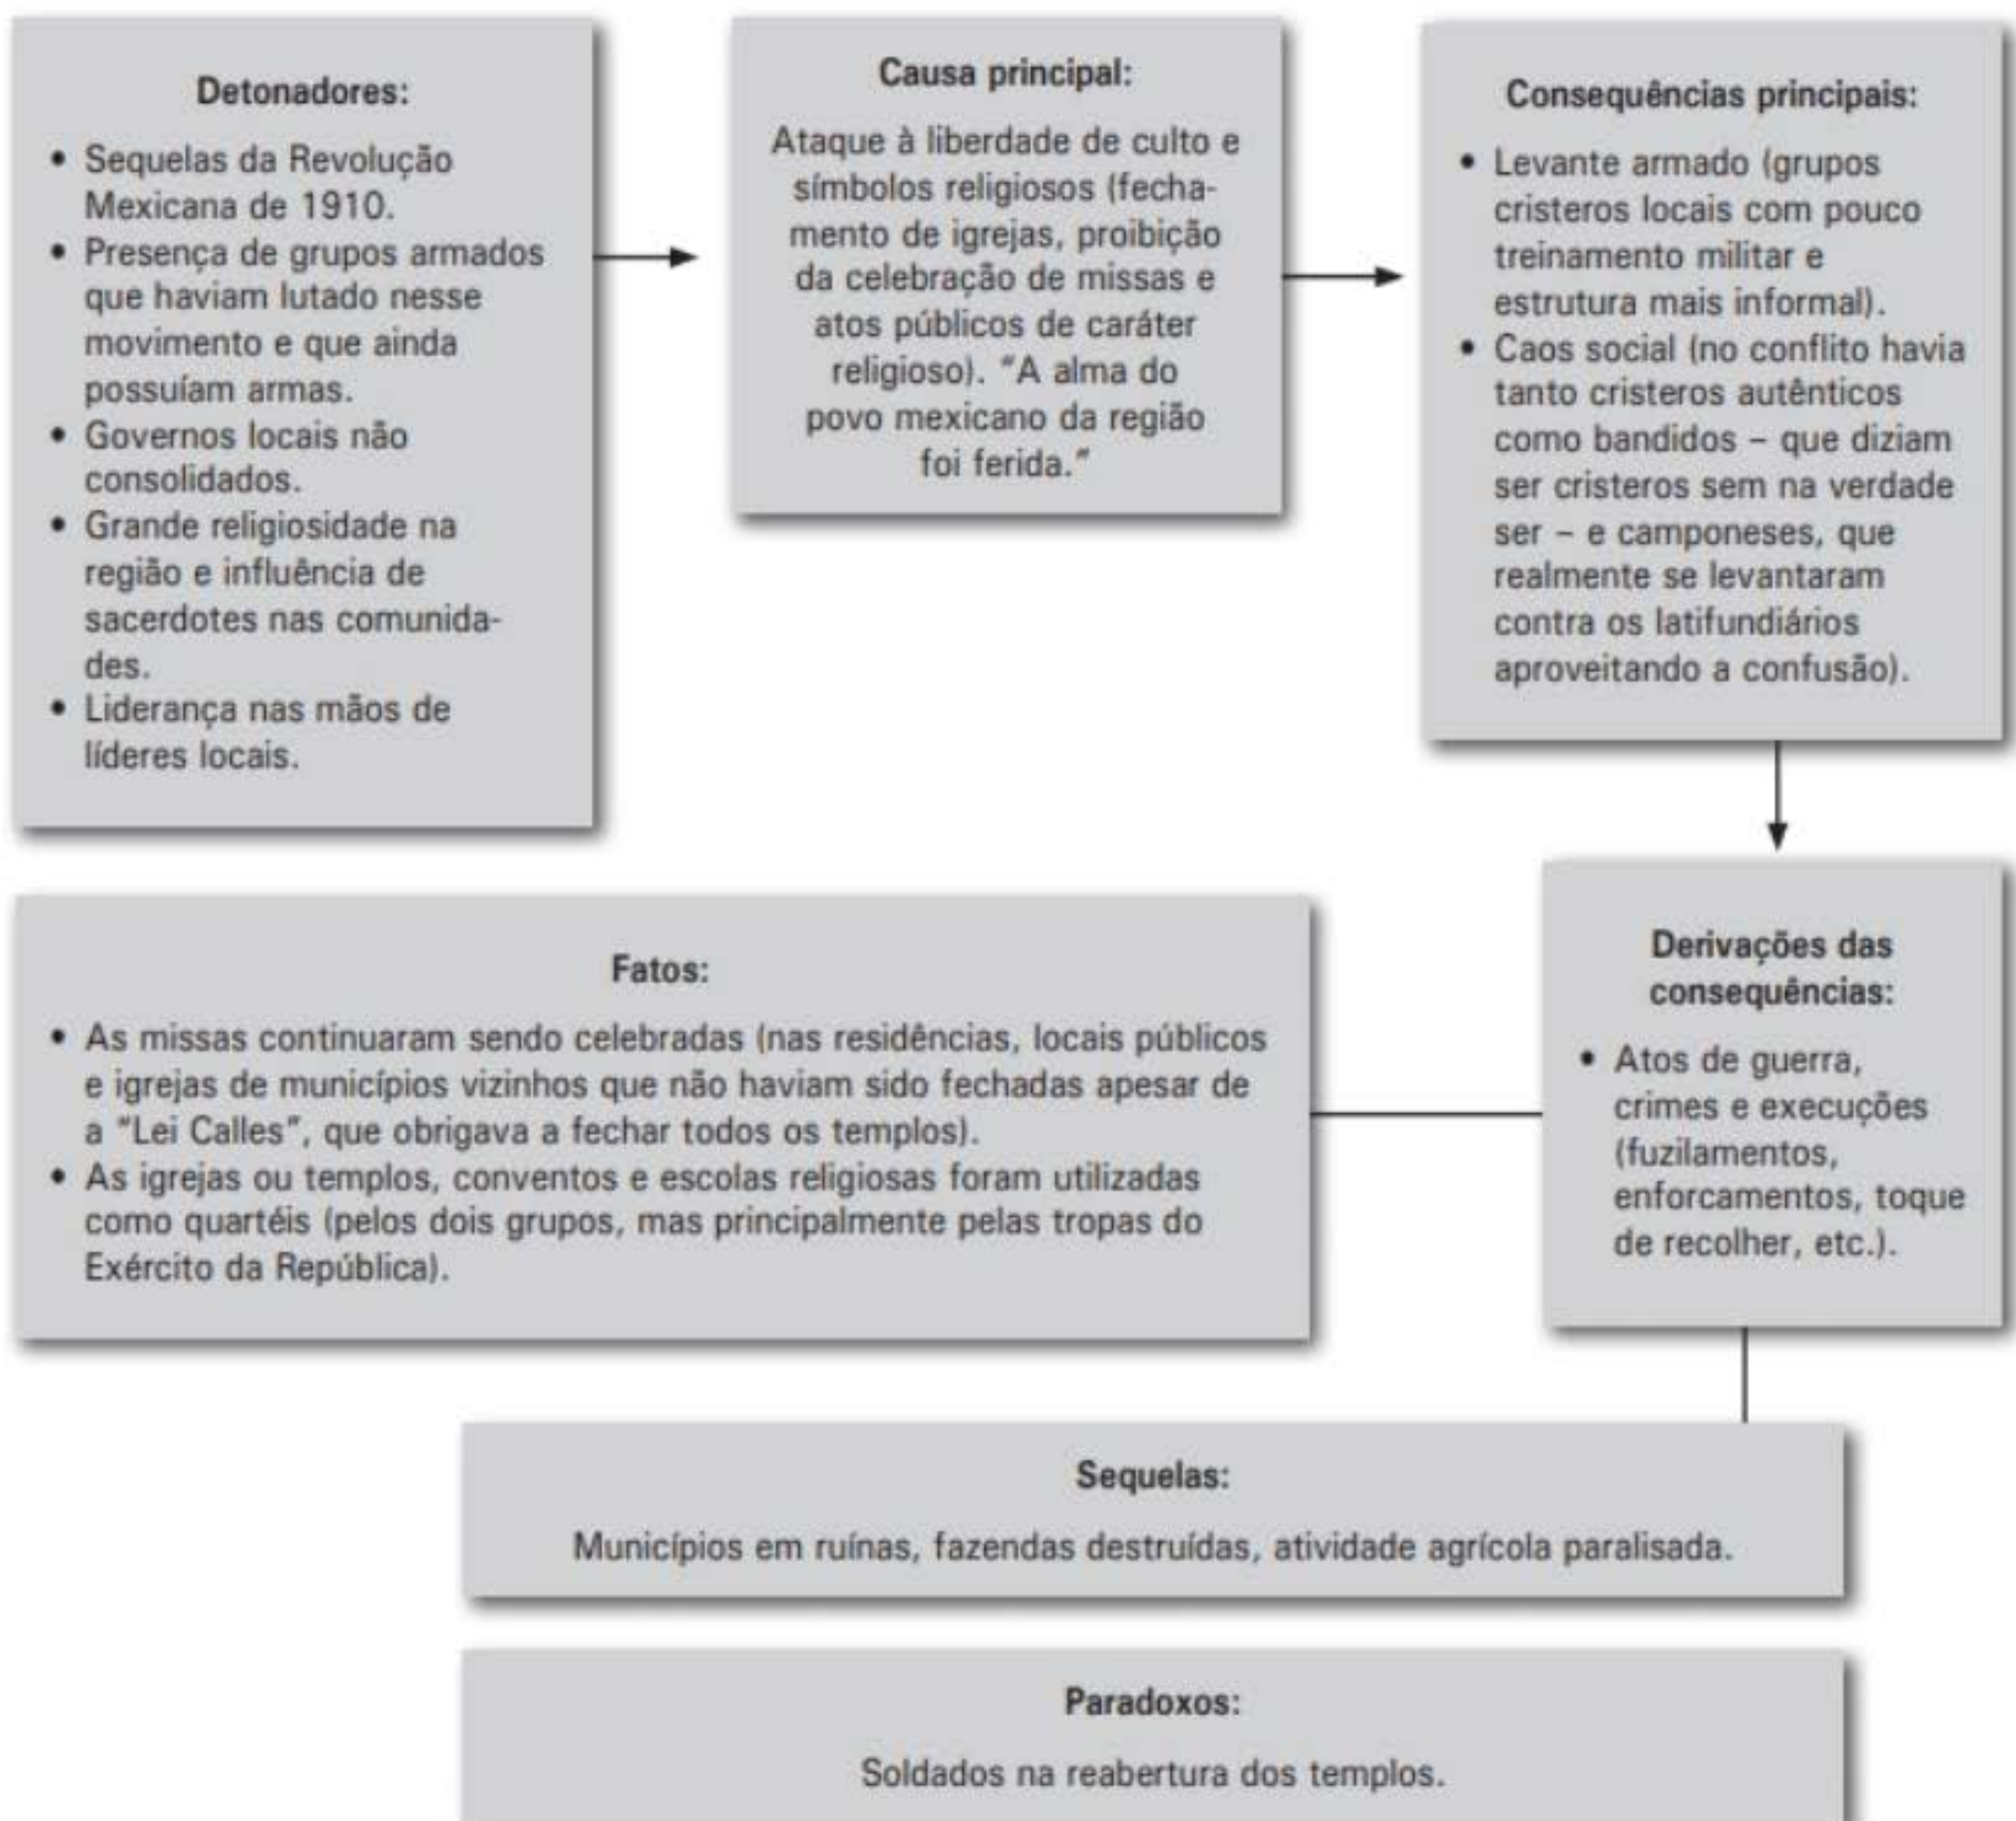 Detonadores:
• Sequelas da Revolução
Mexicana de 1910.
• Presença de grupos armados
que haviam lutado nesse
movimento e que ainda
possuíam armas.
• Governos locais não
consolidados.
• Grande religiosidade na
região e influência de
sacerdotes nas comunida-
des.
• Liderança nas mãos de
líderes locais.
Causa principal:
Ataque à liberdade de culto e
símbolos religiosos (fecha-
mento de igrejas, proibição
da celebração de missas e
atos públicos de caráter
religioso). "A alma do
povo mexicano da região
foi ferida."
Consequências principais:
• Levante armado (grupos
cristeros locais com pouco
treinamento militar e
estrutura mais informal).
• Caos social (no conflito havia
tanto cristeros autênticos
como bandidos – que diziam
ser cristeros sem na verdade
ser – e camponeses, que
realmente se levantaram
contra os latifundiários
aproveitando a confusão).
Derivações das
consequências:
• Atos de guerra,
crimes e execuções
(fuzilamentos,
enforcamentos, toque
de recolher, etc.).
Fatos:
• As missas continuaram sendo celebradas (nas residências, locais públicos
e igrejas de municípios vizinhos que não haviam sido fechadas apesar de
a "Lei Calles", que obrigava a fechar todos os templos).
• As igrejas ou templos, conventos e escolas religiosas foram utilizadas
como quartéis (pelos dois grupos, mas principalmente pelas tropas do
Exército da República).
Sequelas:
Municípios em ruínas, fazendas destruídas, atividade agrícola paralisada.
Paradoxos:
Soldados na reabertura dos templos.